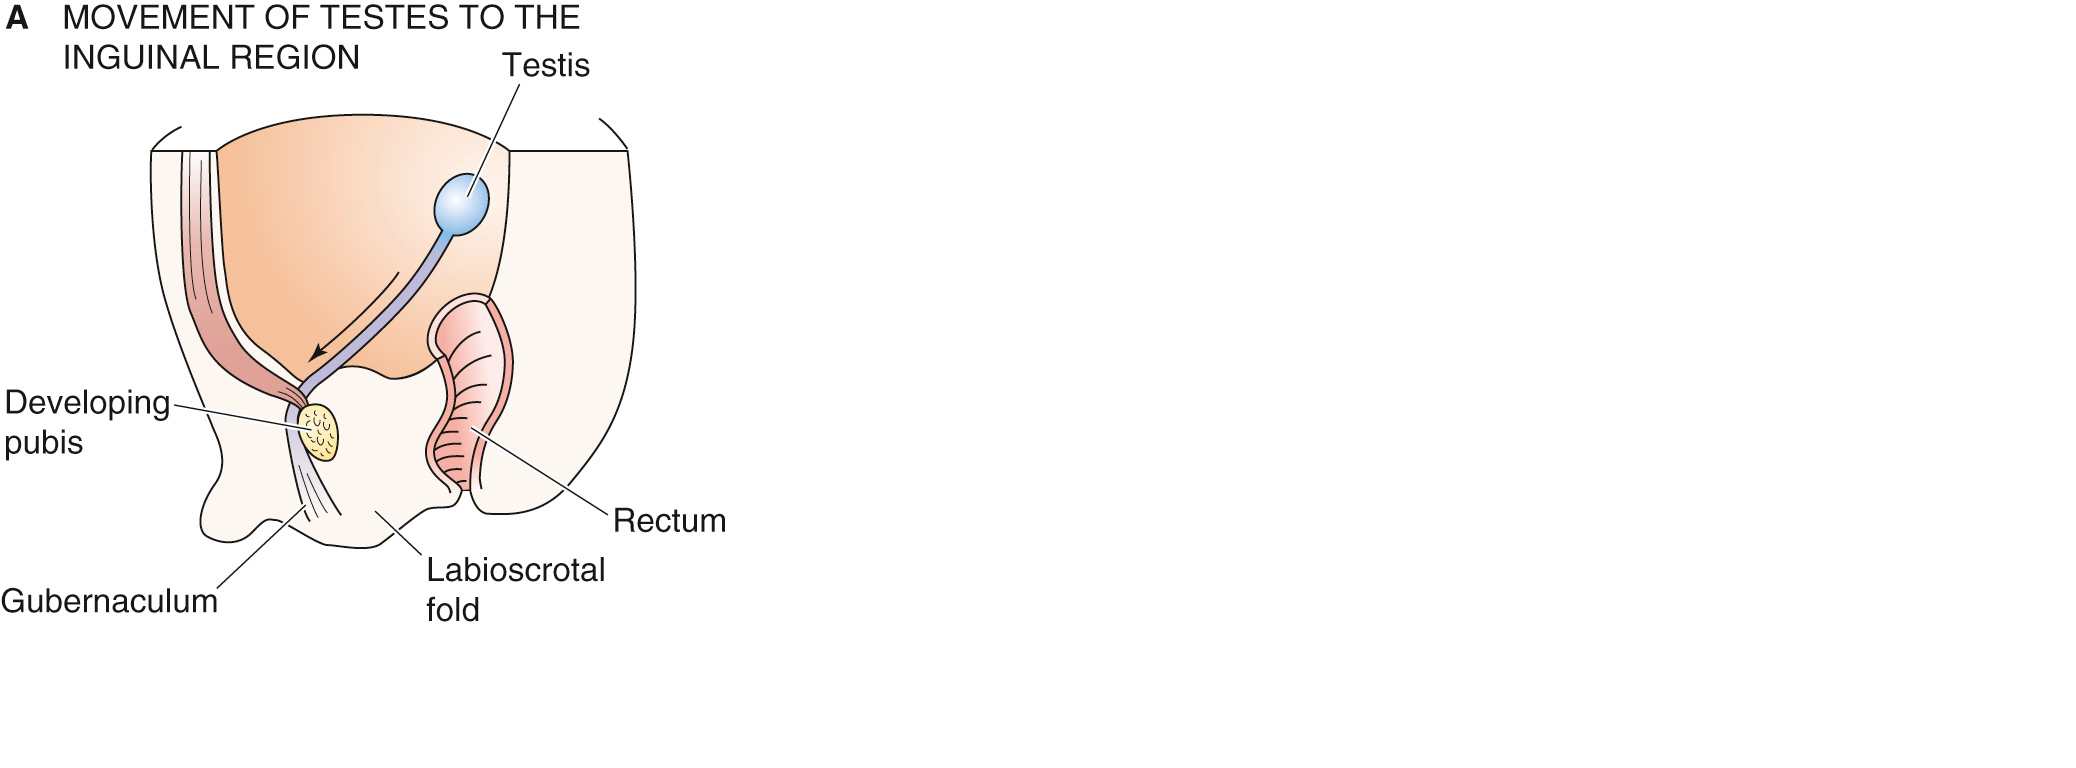 A MOVEMENT OF TESTES TO THE
INGUINAL REGION
Testis
Developing
pubis
Rectum
Labioscrotal
fold
Gubernaculum